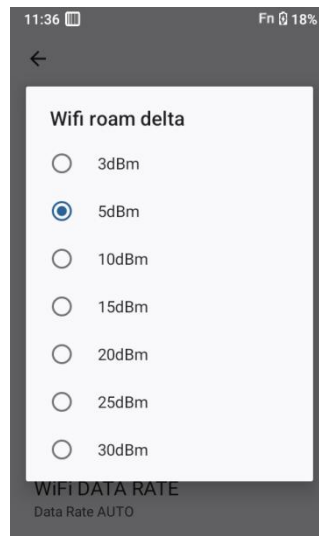 11:36 Fn 18%
Wifi roam delta
3dBm
5dBm
10dBm
15dBm
20dBm
25dBm
30dBm
WiFi DATA RATE
Data Rate AUTO